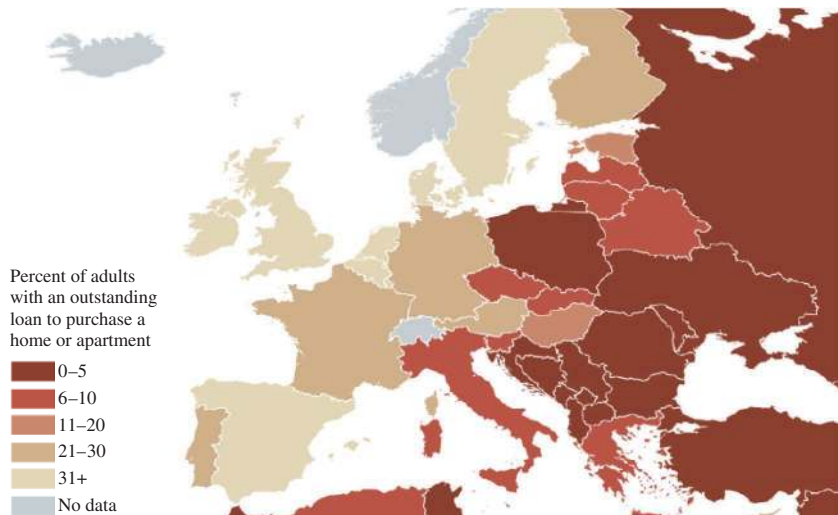 Percent of adults
with an outstanding
loan to purchase a
home or apartment
0–5
6–10
11–20
21–30
31+
No data